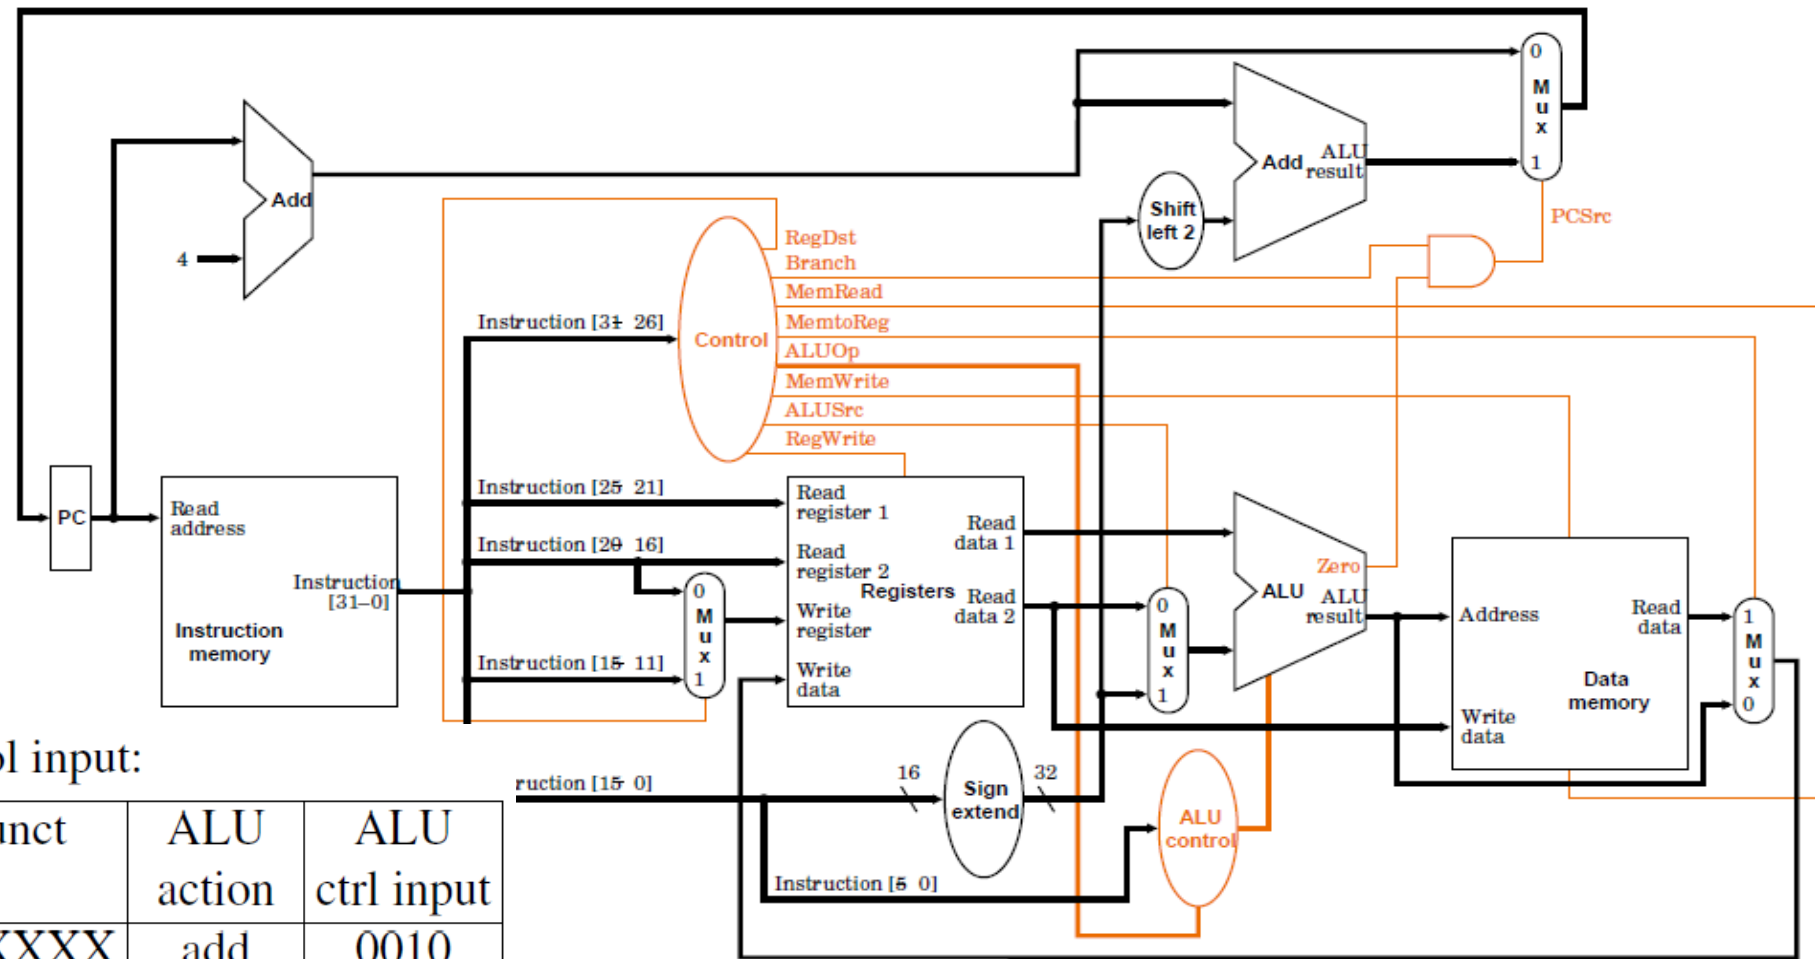 0
M
u
x
1
Add
ALU
result
Shift
left 2
PCSrc
Add
4
RegDst
Branch
MemRead
MemtoReg
ALUOp
MemWrite
ALUSrc
RegWrite
Control
Instruction [31 26]
Instruction [25 21]
Instruction [20 16]
Instruction [15 11]
PC
Read
address
Instruction
[31–0]
Instruction
memory
0
M
u
x
1
Read
register 1
Read
register 2
Write
register
Write
data
Registers
Read
data 1
Read
data 2
0
M
u
x
1
Zero
ALU
ALU
result
Address
Write
data
Read
data
Data
memory
1
M
u
x
0
ruction [15 0]
16
Sign
extend
32
ALU
control
Instruction [5 0]
ol input:
unct
ALU
action
ALU
ctrl input
XXXX
add
0010